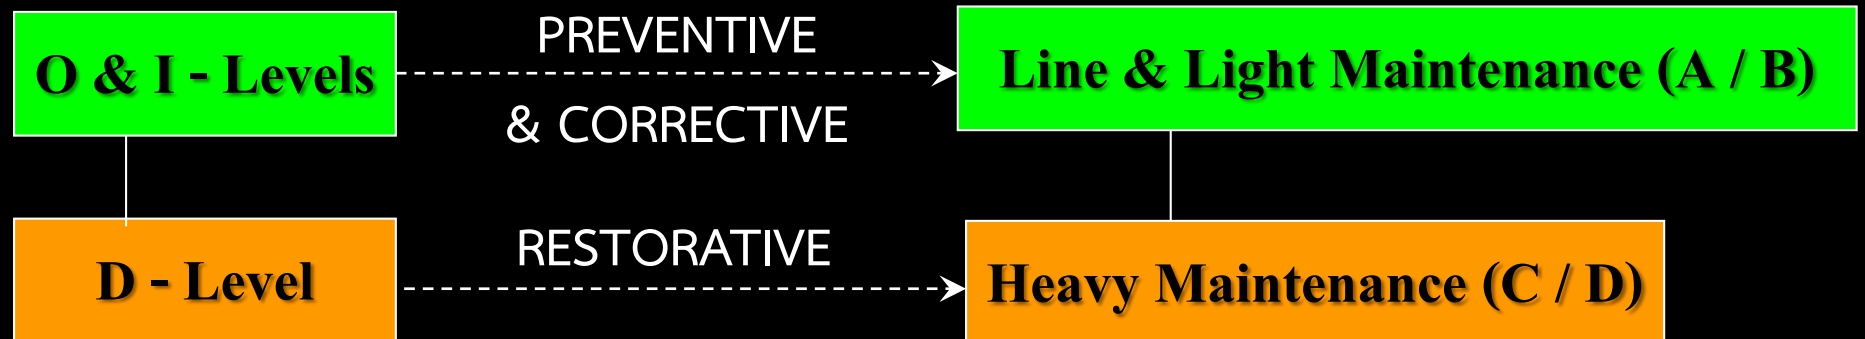 O & I - Levels
PREVENTIVE
& CORRECTIVE
Line & Light Maintenance (A / B)
D - Level
RESTORATIVE
Heavy Maintenance (C / D)